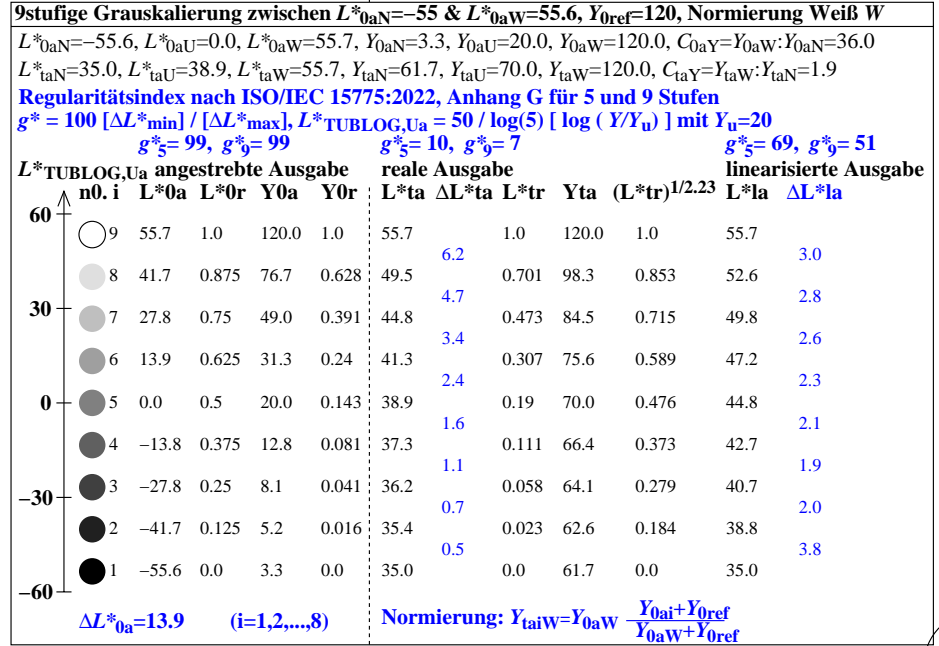 9stufige Grauskalierung zwischen L*0aN=−55 & L*0aW=55.6, Y0ref=120, Normierung Weiß W
L*0aN=−55.6, L*0aU=0.0, L*0aW=55.7, Y0aN=3.3, Y0aU=20.0, Y0aW=120.0, C0aY=Y0aW:Y0aN=36.0
L*taN=35.0, L*taU=38.9, L*taW=55.7, YtaN=61.7, YtaU=70.0, YtaW=120.0, CtaY=YtaW:YtaN=1.9
Regularitätsindex nach ISO/IEC 15775:2022, Anhang G für 5 und 9 Stufen
g* = 100 [ΔL*min] / [ΔL*max], L*TUBLOG,Ua = 50 / log(5) [ log ( Y/Yu) ] mit Yu=20
g*5= 99, g*9= 99 g*5= 10, g*9= 7 g*5= 69, g*9= 51
L*TUBLOG,Ua angestrebte Ausgabe reale Ausgabe linearisierte Ausgabe
n0. i L*0a L*0r Y0a Y0r L*ta ΔL*ta L*tr Yta (L*tr)1/2.23 L*la ΔL*la
60
9 55.7 1.0 120.0 1.0 55.7 1.0 120.0 1.0 55.7
6.2 3.0
8 41.7 0.875 76.7 0.628 49.5 0.701 98.3 0.853 52.6
4.7 2.8
30
7 27.8 0.75 49.0 0.391 44.8 0.473 84.5 0.715 49.8
3.4 2.6
6 13.9 0.625 31.3 0.24 41.3 0.307 75.6 0.589 47.2
2.4 2.3
0 5 0.0 0.5 20.0 0.143 38.9 0.19 70.0 0.476 44.8
1.6 2.1
4 −13.8 0.375 12.8 0.081 37.3 0.111 66.4 0.373 42.7
1.1 1.9
3 −27.8 0.25 8.1 0.041 36.2 0.058 64.1 0.279 40.7
−30
0.7 2.0
2 −41.7 0.125 5.2 0.016 35.4 0.023 62.6 0.184 38.8
0.5 3.8
1 −55.6 0.0 3.3 0.0 35.0 0.0 61.7 0.0 35.0
−60
ΔL*0a=13.9 (i=1,2,...,8) Normierung: YtaiW=Y0aW Y0ai+Y0ref
Y0aW+Y0ref